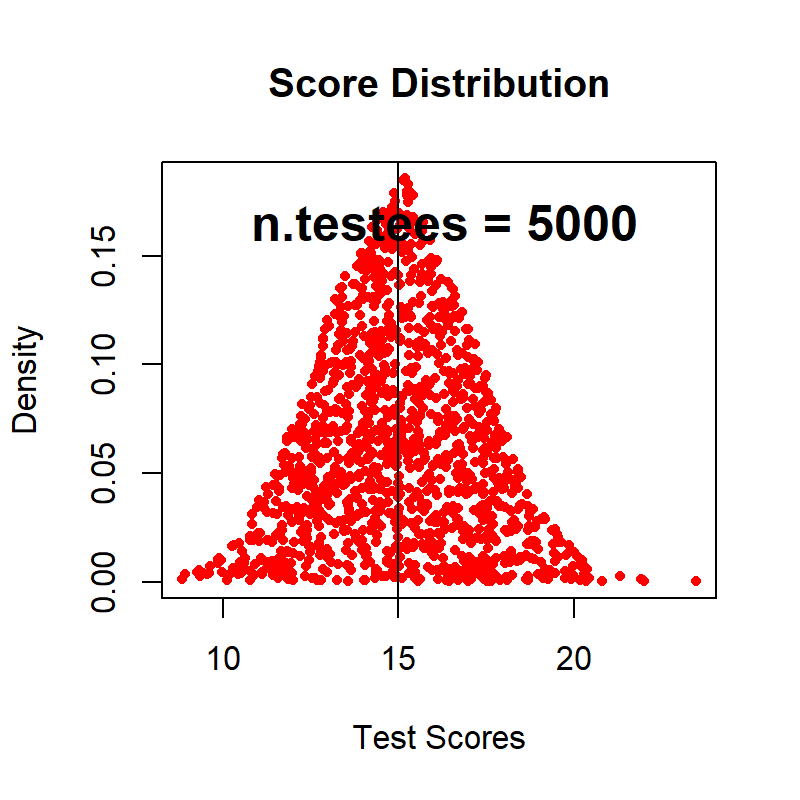 Score Distribution
n.testees = 5000
Density
0.15
0.10
0.05
0.00
10 15 20
Test Scores